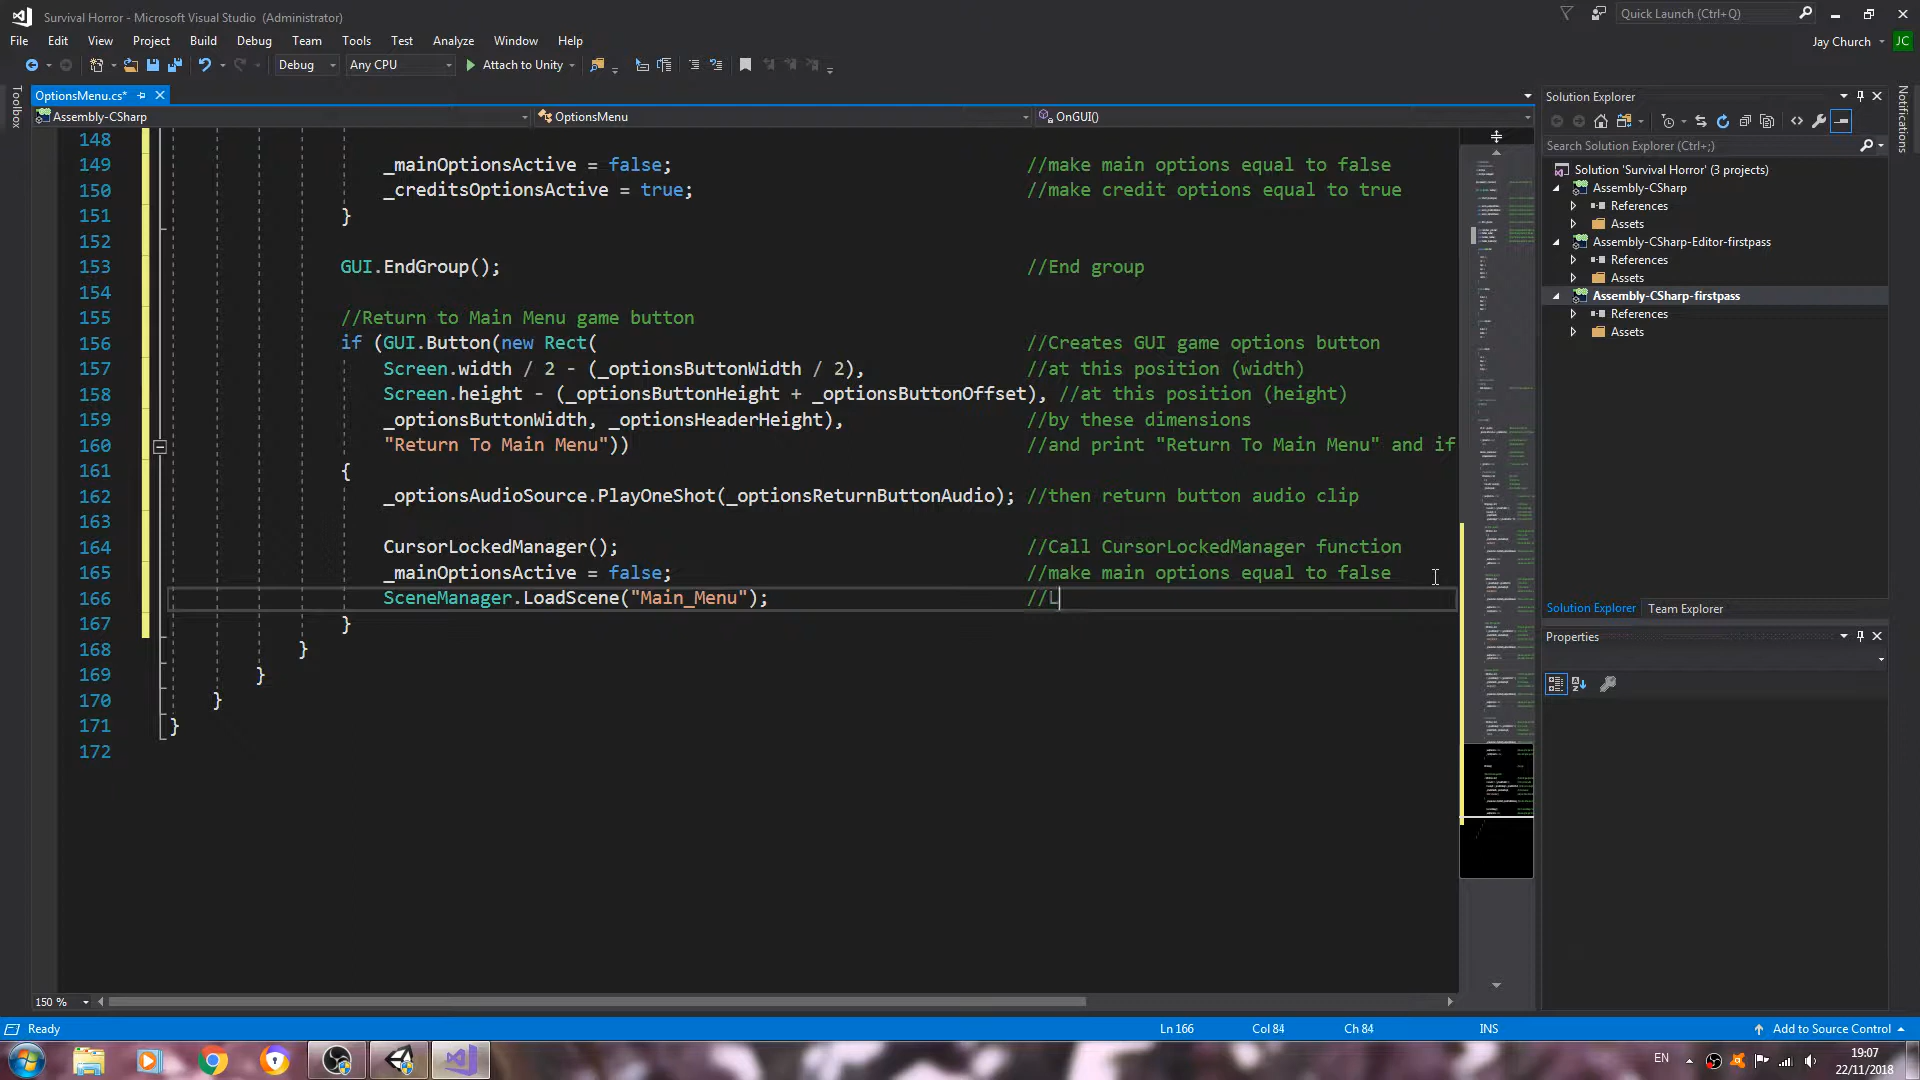 Survival Horror - Microsoft Visual Studio (Administrator)
Quick Launch (Ctrl+Q)
File Edit View Project Build Debug Team Tools Test Analyze Window Help
Jay Church JC
Debug Any CPU Attach to Unity
Toolbox
OptionsMenu.cs*
Assembly-CSharp OptionsMenu OnGUI()
148
149 _mainOptionsActive = false; //make main options equal to false
150 _creditsOptionsActive = true; //make credit options equal to true
151 }
152
153 GUI.EndGroup(); //End group
154
155 //Return to Main Menu game button
156 if (GUI.Button(new Rect( //Creates GUI game options button
157 Screen.width / 2 - (_optionsButtonWidth / 2), //at this position (width)
158 Screen.height - (_optionsButtonHeight + _optionsButtonOffset), //at this position (height)
159 _optionsButtonWidth, _optionsHeaderHeight), //by these dimensions
160 "Return To Main Menu")) //and print "Return To Main Menu" and if
161 {
162 _optionsAudioSource.PlayOneShot(_optionsReturnButtonAudio); //then return button audio clip
163
164 CursorLockedManager(); //Call CursorLockedManager function
165 _mainOptionsActive = false; //make main options equal to false
166 SceneManager.LoadScene("Main_Menu"); //L
167 }
168 }
169 }
170 }
171 }
172
150 %
Solution Explorer
Search Solution Explorer (Ctrl+;)
Solution 'Survival Horror' (3 projects)
Assembly-CSharp
References
Assets
Assembly-CSharp-Editor-firstpass
References
Assets
Assembly-CSharp-firstpass
References
Assets
Solution Explorer Team Explorer
Properties
Notifications
Ready Ln 166 Col 84 Ch 84 INS Add to Source Control
EN
19:07
22/11/2018